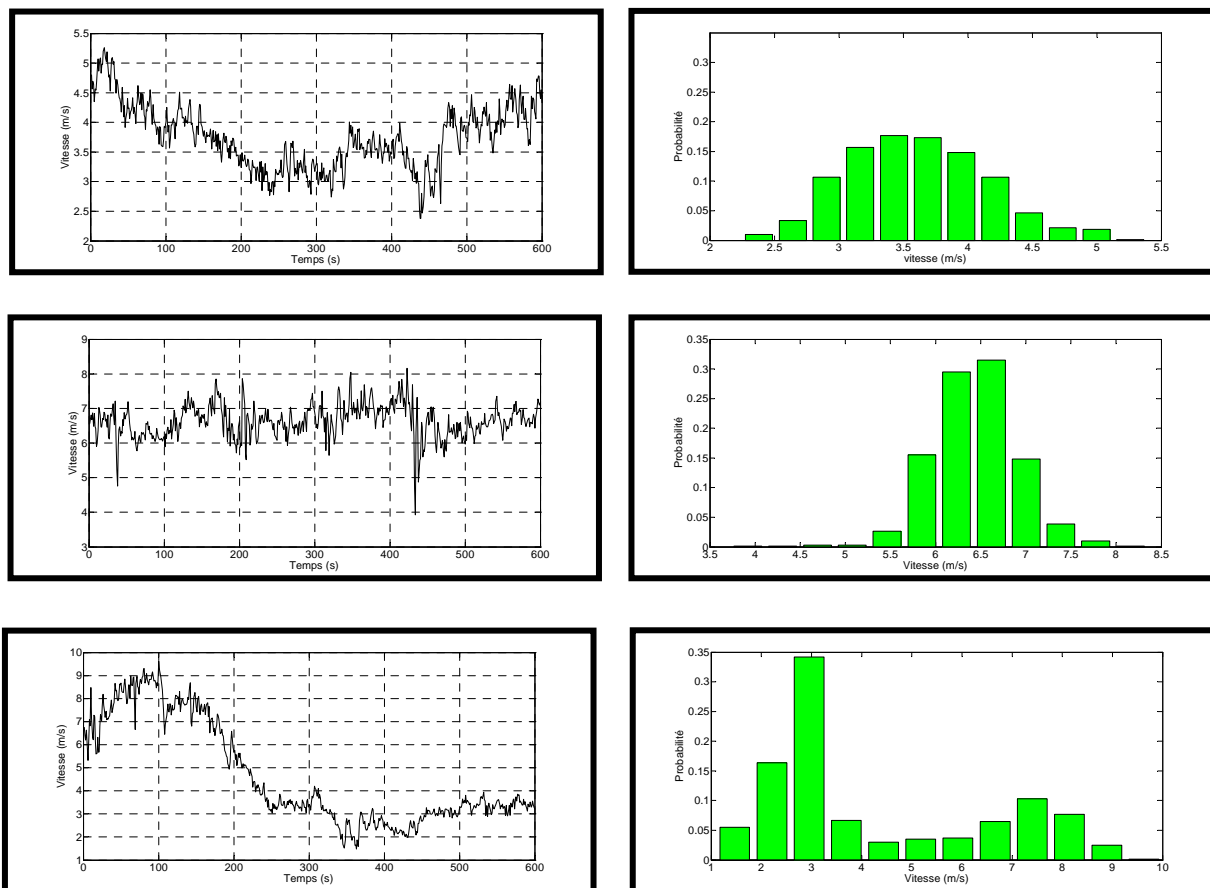 5.5
5
4.5
4
3.5
3
2.5
2
0 100 200 300 400 500 600
Temps (s)
Vitesse (m/s)
0.35
0.3
0.25
0.2
0.15
0.1
0.05
0
2 2.5 3 3.5 4 4.5 5 5.5
vitesse (m/s)
Probabilité
9
8
7
6
5
4
3
0 100 200 300 400 500 600
Temps (s)
Vitesse (m/s)
0.35
0.3
0.25
0.2
0.15
0.1
0.05
0
3.5 4 4.5 5 5.5 6 6.5 7 7.5 8 8.5
Vitesse (m/s)
Probabilité
10
9
8
7
6
5
4
3
2
1
0 100 200 300 400 500 600
Temps (s)
Vitesse (m/s)
0.35
0.3
0.25
0.2
0.15
0.1
0.05
0
1 2 3 4 5 6 7 8 9 10
Vitesse (m/s)
Probabilité